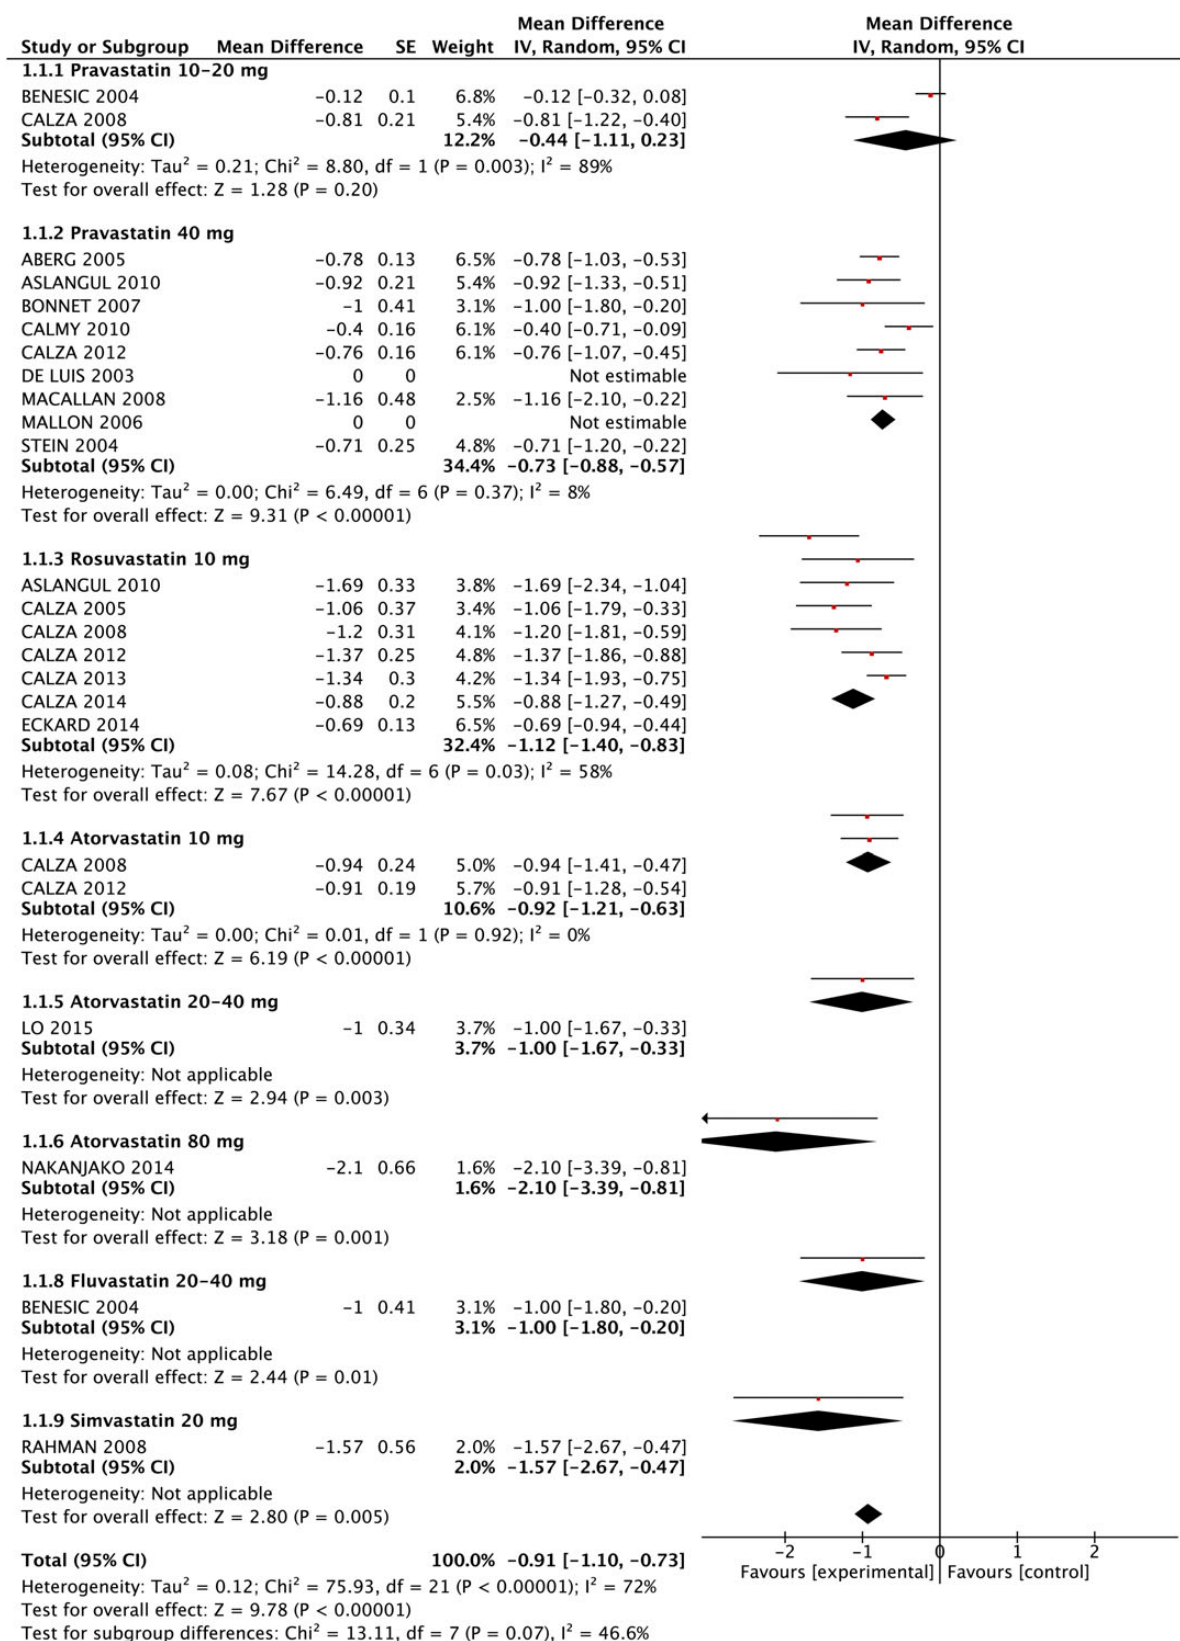 Mean Difference Mean Difference
Study or Subgroup Mean Difference SE Weight IV, Random, 95% CI IV, Random, 95% CI
1.1.1 Pravastatin 10–20 mg
BENESIC 2004 −0.12 0.1 6.8% −0.12 [−0.32, 0.08]
CALZA 2008 −0.81 0.21 5.4% −0.81 [−1.22, −0.40]
Subtotal (95% CI) 12.2% −0.44 [−1.11, 0.23]
Heterogeneity: Tau² = 0.21; Chi² = 8.80, df = 1 (P = 0.003); I² = 89%
Test for overall effect: Z = 1.28 (P = 0.20)
1.1.2 Pravastatin 40 mg
ABERG 2005 −0.78 0.13 6.5% −0.78 [−1.03, −0.53]
ASLANGUL 2010 −0.92 0.21 5.4% −0.92 [−1.33, −0.51]
BONNET 2007 −1 0.41 3.1% −1.00 [−1.80, −0.20]
CALMY 2010 −0.4 0.16 6.1% −0.40 [−0.71, −0.09]
CALZA 2012 −0.76 0.16 6.1% −0.76 [−1.07, −0.45]
DE LUIS 2003 0 0 Not estimable
MACALLAN 2008 −1.16 0.48 2.5% −1.16 [−2.10, −0.22]
MALLON 2006 0 0 Not estimable
STEIN 2004 −0.71 0.25 4.8% −0.71 [−1.20, −0.22]
Subtotal (95% CI) 34.4% −0.73 [−0.88, −0.57]
Heterogeneity: Tau² = 0.00; Chi² = 6.49, df = 6 (P = 0.37); I² = 8%
Test for overall effect: Z = 9.31 (P < 0.00001)
1.1.3 Rosuvastatin 10 mg
ASLANGUL 2010 −1.69 0.33 3.8% −1.69 [−2.34, −1.04]
CALZA 2005 −1.06 0.37 3.4% −1.06 [−1.79, −0.33]
CALZA 2008 −1.2 0.31 4.1% −1.20 [−1.81, −0.59]
CALZA 2012 −1.37 0.25 4.8% −1.37 [−1.86, −0.88]
CALZA 2013 −1.34 0.3 4.2% −1.34 [−1.93, −0.75]
CALZA 2014 −0.88 0.2 5.5% −0.88 [−1.27, −0.49]
ECKARD 2014 −0.69 0.13 6.5% −0.69 [−0.94, −0.44]
Subtotal (95% CI) 32.4% −1.12 [−1.40, −0.83]
Heterogeneity: Tau² = 0.08; Chi² = 14.28, df = 6 (P = 0.03); I² = 58%
Test for overall effect: Z = 7.67 (P < 0.00001)
1.1.4 Atorvastatin 10 mg
CALZA 2008 −0.94 0.24 5.0% −0.94 [−1.41, −0.47]
CALZA 2012 −0.91 0.19 5.7% −0.91 [−1.28, −0.54]
Subtotal (95% CI) 10.6% −0.92 [−1.21, −0.63]
Heterogeneity: Tau² = 0.00; Chi² = 0.01, df = 1 (P = 0.92); I² = 0%
Test for overall effect: Z = 6.19 (P < 0.00001)
1.1.5 Atorvastatin 20–40 mg
LO 2015 −1 0.34 3.7% −1.00 [−1.67, −0.33]
Subtotal (95% CI) 3.7% −1.00 [−1.67, −0.33]
Heterogeneity: Not applicable
Test for overall effect: Z = 2.94 (P = 0.003)
1.1.6 Atorvastatin 80 mg
NAKANJAKO 2014 −2.1 0.66 1.6% −2.10 [−3.39, −0.81]
Subtotal (95% CI) 1.6% −2.10 [−3.39, −0.81]
Heterogeneity: Not applicable
Test for overall effect: Z = 3.18 (P = 0.001)
1.1.8 Fluvastatin 20–40 mg
BENESIC 2004 −1 0.41 3.1% −1.00 [−1.80, −0.20]
Subtotal (95% CI) 3.1% −1.00 [−1.80, −0.20]
Heterogeneity: Not applicable
Test for overall effect: Z = 2.44 (P = 0.01)
1.1.9 Simvastatin 20 mg
RAHMAN 2008 −1.57 0.56 2.0% −1.57 [−2.67, −0.47]
Subtotal (95% CI) 2.0% −1.57 [−2.67, −0.47]
Heterogeneity: Not applicable
Test for overall effect: Z = 2.80 (P = 0.005)
−2 −1 0 1 2
Total (95% CI) 100.0% −0.91 [−1.10, −0.73]
Favours [experimental] Favours [control]
Heterogeneity: Tau² = 0.12; Chi² = 75.93, df = 21 (P < 0.00001); I² = 72%
Test for overall effect: Z = 9.78 (P < 0.00001)
Test for subgroup differences: Chi² = 13.11, df = 7 (P = 0.07), I² = 46.6%